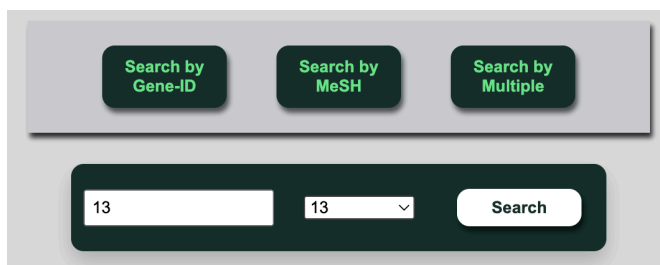 Search by
Gene-ID
Search by
MeSH
Search by
Multiple
13
13
Search